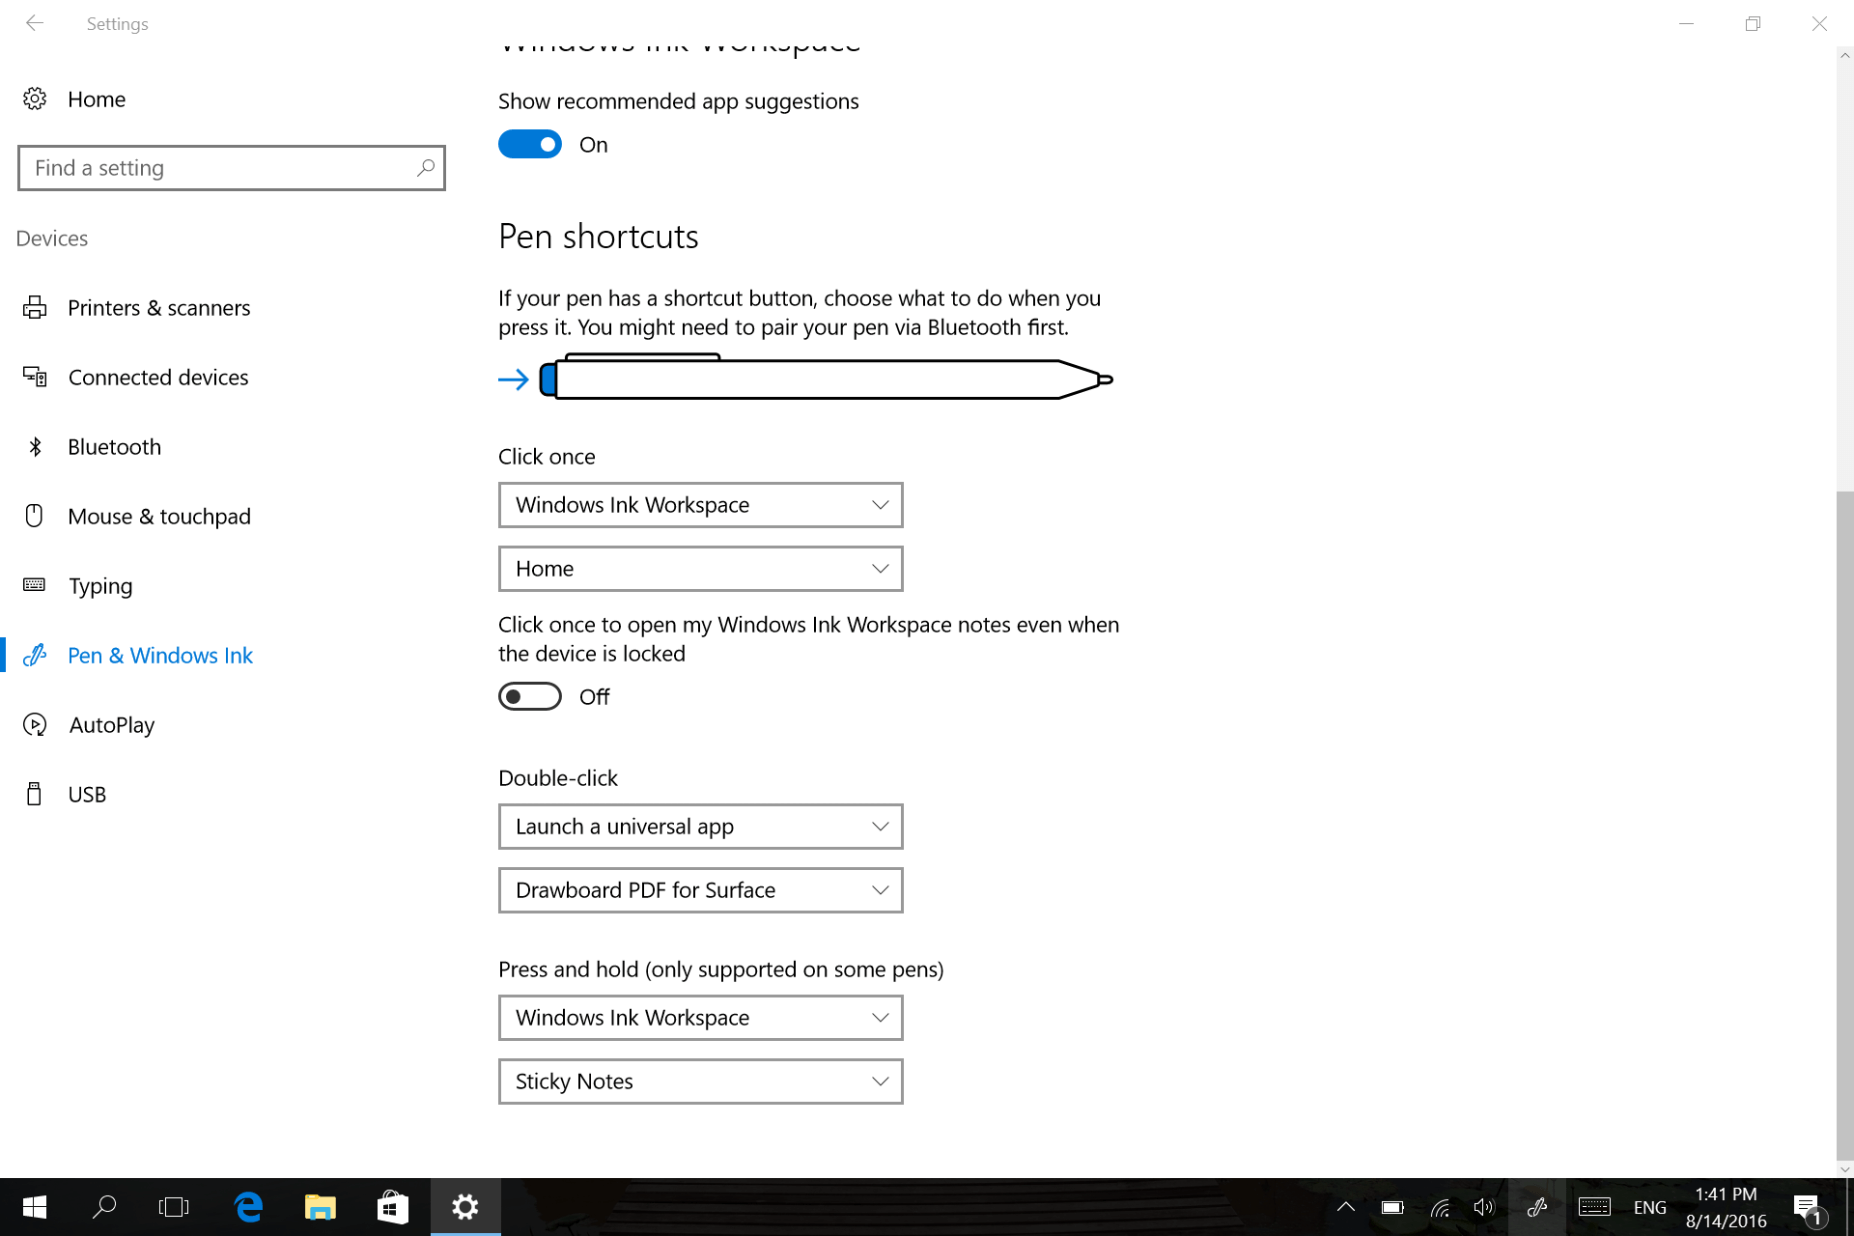 Settings
Windows Ink Workspace
Home
Find a setting
Devices
Printers & scanners
Connected devices
Bluetooth
Mouse & touchpad
Typing
Pen & Windows Ink
AutoPlay
USB
Show recommended app suggestions
On
Pen shortcuts
If your pen has a shortcut button, choose what to do when you
press it. You might need to pair your pen via Bluetooth first.
Click once
Windows Ink Workspace
Home
Click once to open my Windows Ink Workspace notes even when
the device is locked
Off
Double-click
Launch a universal app
Drawboard PDF for Surface
Press and hold (only supported on some pens)
Windows Ink Workspace
Sticky Notes
ENG
1:41 PM
8/14/2016
1